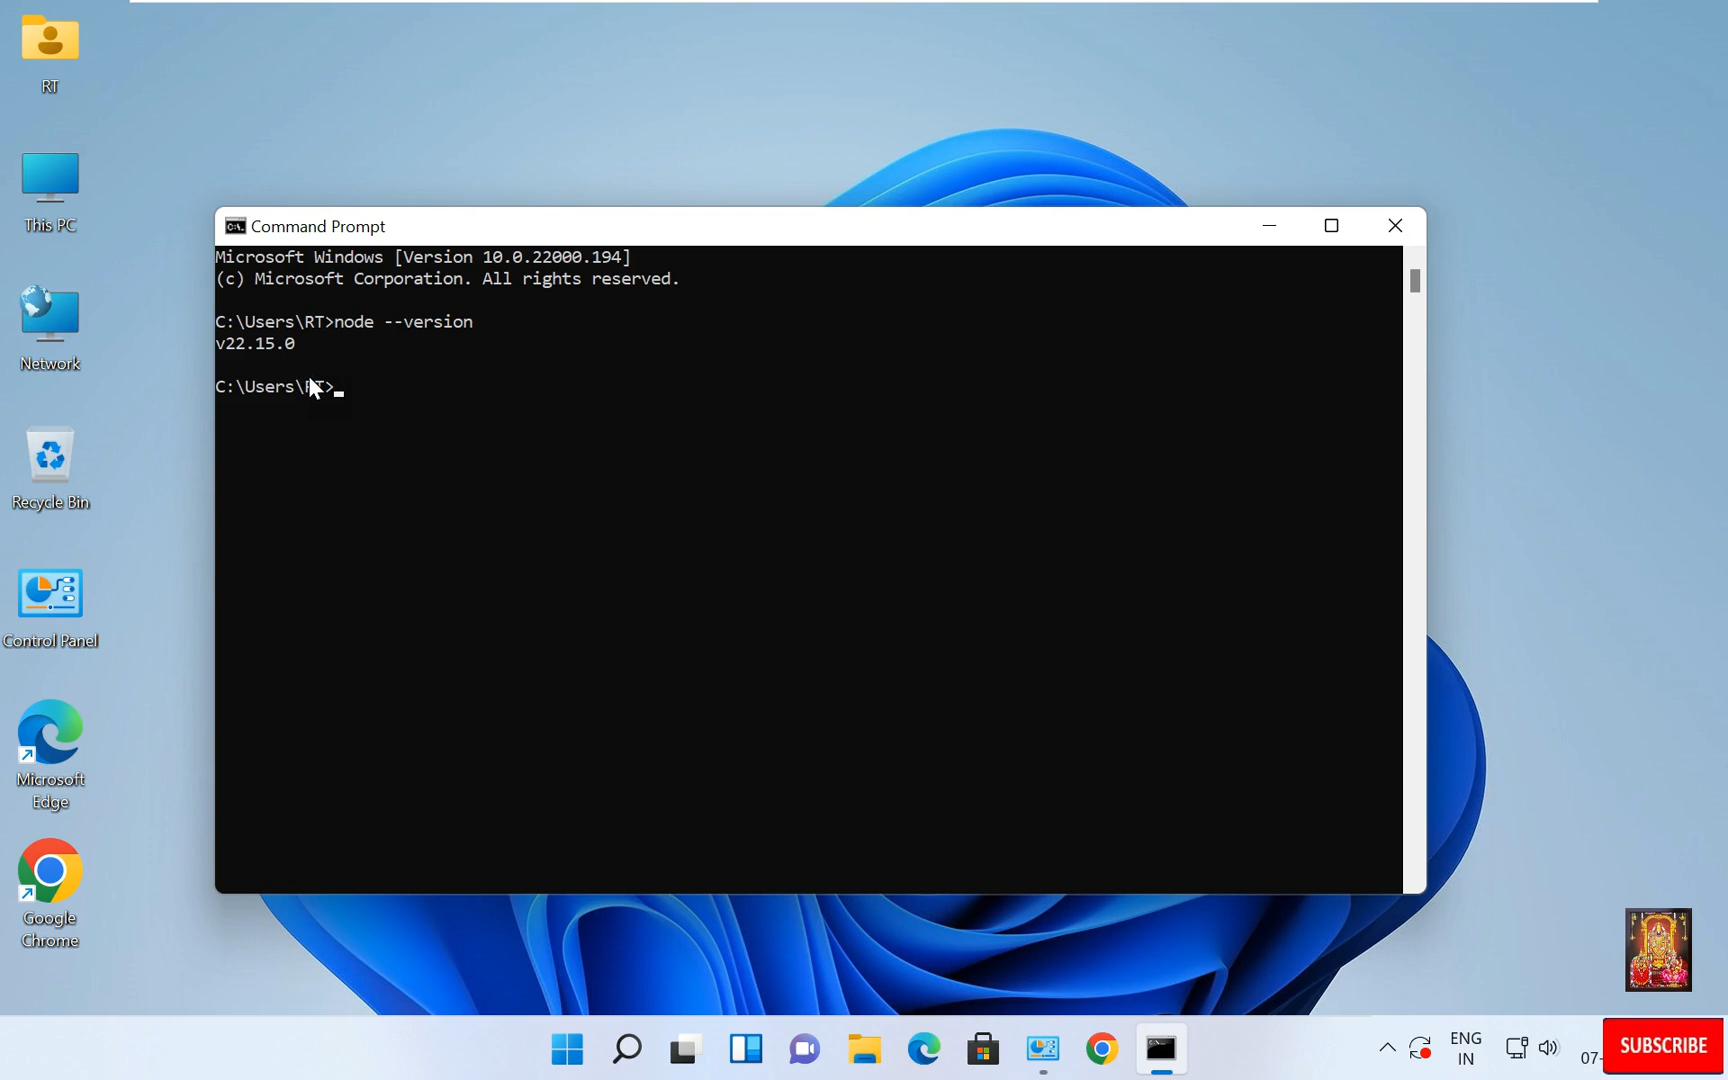 RT
This PC
Network
Recycle Bin
Control Panel
Microsoft
Edge
Google
Chrome
Command Prompt
Microsoft Windows [Version 10.0.22000.194]
(c) Microsoft Corporation. All rights reserved.
C:\Users\RT>node --version
v22.15.0
C:\Users\RT>
ENG
IN
07-
SUBSCRIBE